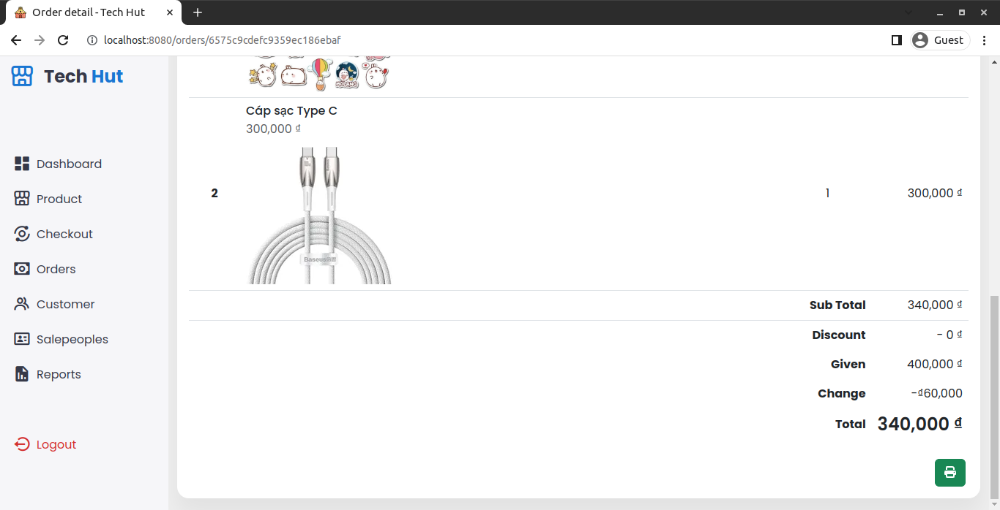 Order detail - Tech Hut
localhost:8080/orders/6575c9cdefc9359ec186ebaf
Guest
Tech Hut
Dashboard
Product
Checkout
Orders
Customer
Salepeoples
Reports
Logout
MOLANG
Cáp sạc Type C
300,000 ₫
2
Baseus
1
300,000 ₫
Sub Total 340,000 ₫
Discount - 0 ₫
Given 400,000 ₫
Change -₫60,000
Total 340,000 ₫